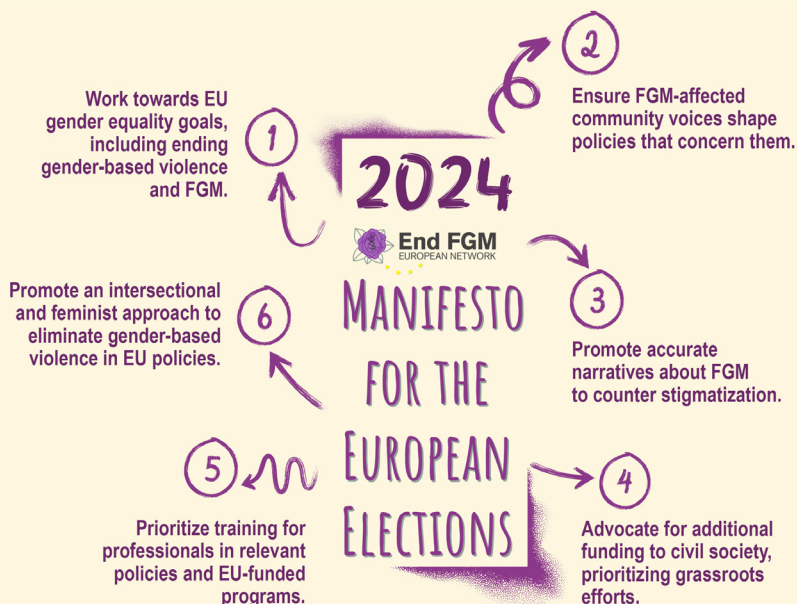 2024
End FGM
EUROPEAN NETWORK
MANIFESTO
FOR THE
EUROPEAN
ELECTIONS
1
Work towards EU
gender equality goals,
including ending
gender-based violence
and FGM.
2
Ensure FGM-affected
community voices shape
policies that concern them.
3
Promote accurate
narratives about FGM
to counter stigmatization.
4
Advocate for additional
funding to civil society,
prioritizing grassroots
efforts.
5
Prioritize training for
professionals in relevant
policies and EU-funded
programs.
6
Promote an intersectional
and feminist approach to
eliminate gender-based
violence in EU policies.